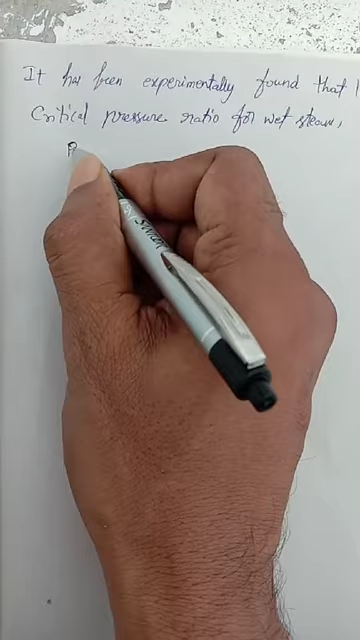 It has been experimentally found that
Critical pressure ratio for wet steam,
P